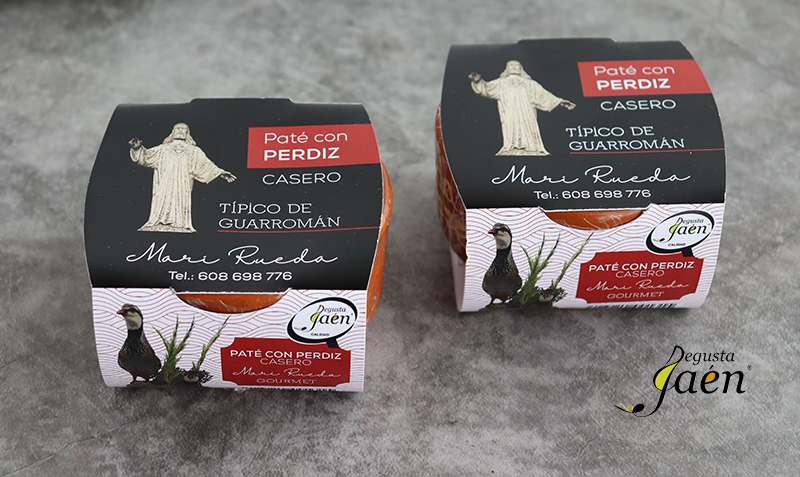 Paté con
PERDIZ
CASERO
TÍPICO DE
GUARROMÁN
Mari Rueda
Tel.: 608 698 776
Degusta
Jaén
CALIDAD
PATÉ CON PERDIZ
CASERO
Mari Rueda
GOURMET
Paté con
PERDIZ
CASERO
TÍPICO DE
GUARROMÁN
Mari Rueda
Tel.: 608 698 776
Degusta
Jaén
CALIDAD
PATÉ CON PERDIZ
CASERO
Mari Rueda
GOURMET
Degusta
Jaén®